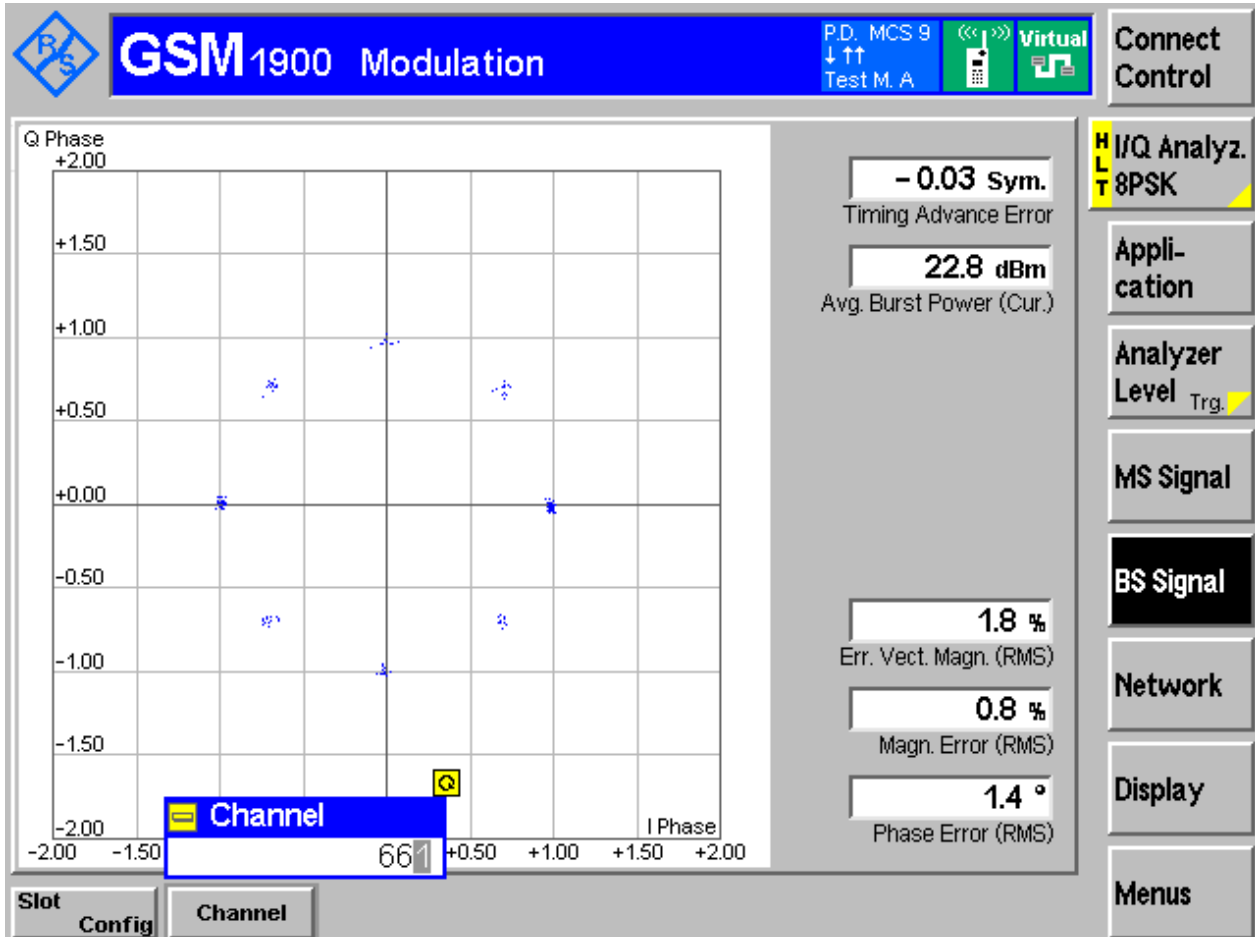 R/S
GSM 1900 Modulation
P.D. MCS 9
↓ ↑↑
Test M. A
Virtual
Connect
Control
Q Phase
+2.00
+1.50
+1.00
+0.50
+0.00
-0.50
-1.00
-1.50
-2.00
I Phase
-2.00 -1.50 +0.50 +1.00 +1.50 +2.00
Q
Channel
661
- 0.03 Sym.
Timing Advance Error
22.8 dBm
Avg. Burst Power (Cur.)
1.8 %
Err. Vect. Magn. (RMS)
0.8 %
Magn. Error (RMS)
1.4 °
Phase Error (RMS)
HLT
I/Q Analyz.
8PSK
Appli-
cation
Analyzer
Level Trg.
MS Signal
BS Signal
Network
Display
Menus
Slot
Config
Channel